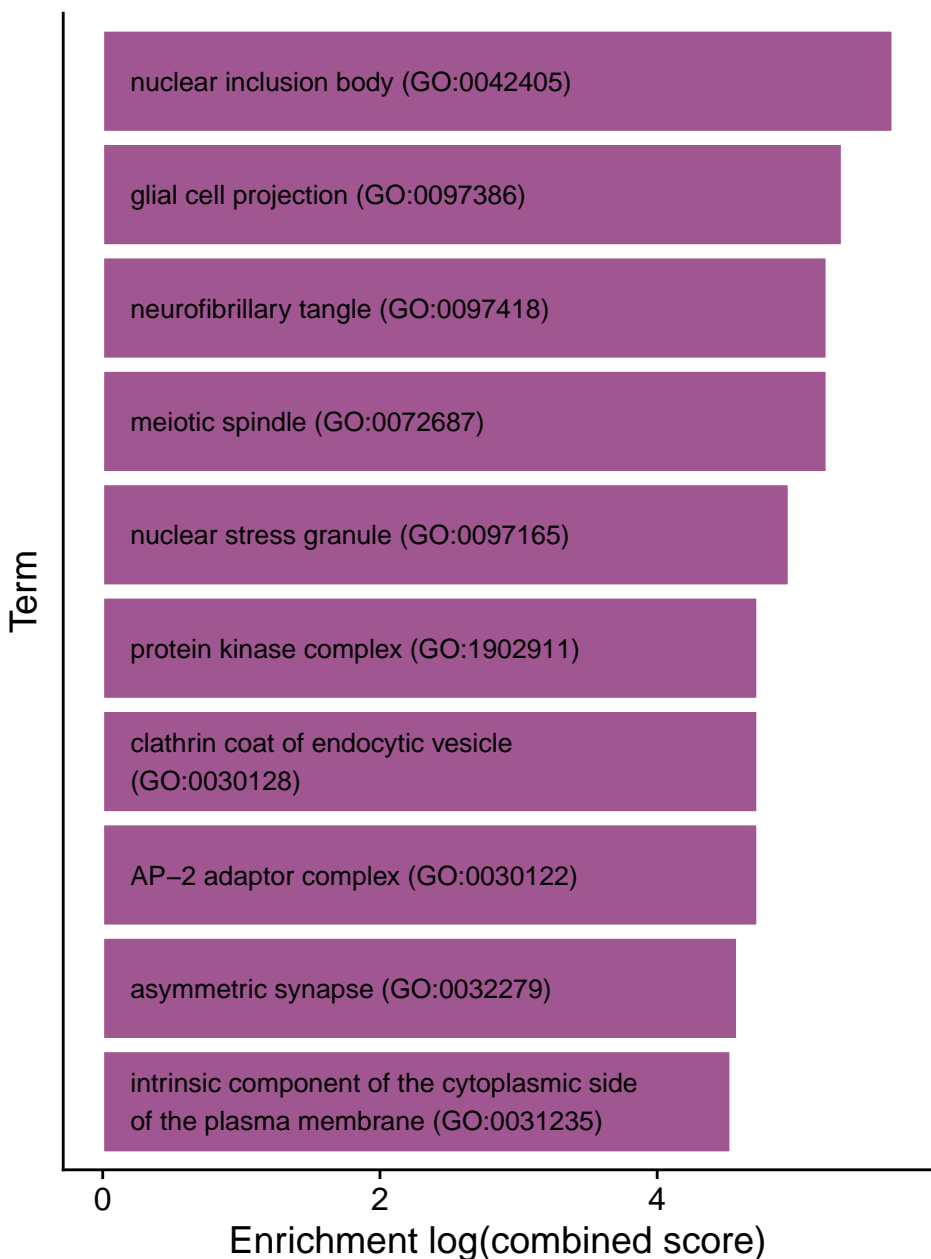 nuclear inclusion body (GO:0042405)
glial cell projection (GO:0097386)
neurofibrillary tangle (GO:0097418)
meiotic spindle (GO:0072687)
nuclear stress granule (GO:0097165)
protein kinase complex (GO:1902911)
clathrin coat of endocytic vesicle
(GO:0030128)
AP−2 adaptor complex (GO:0030122)
asymmetric synapse (GO:0032279)
intrinsic component of the cytoplasmic side
of the plasma membrane (GO:0031235)
Term
0 2 4
Enrichment log(combined score)